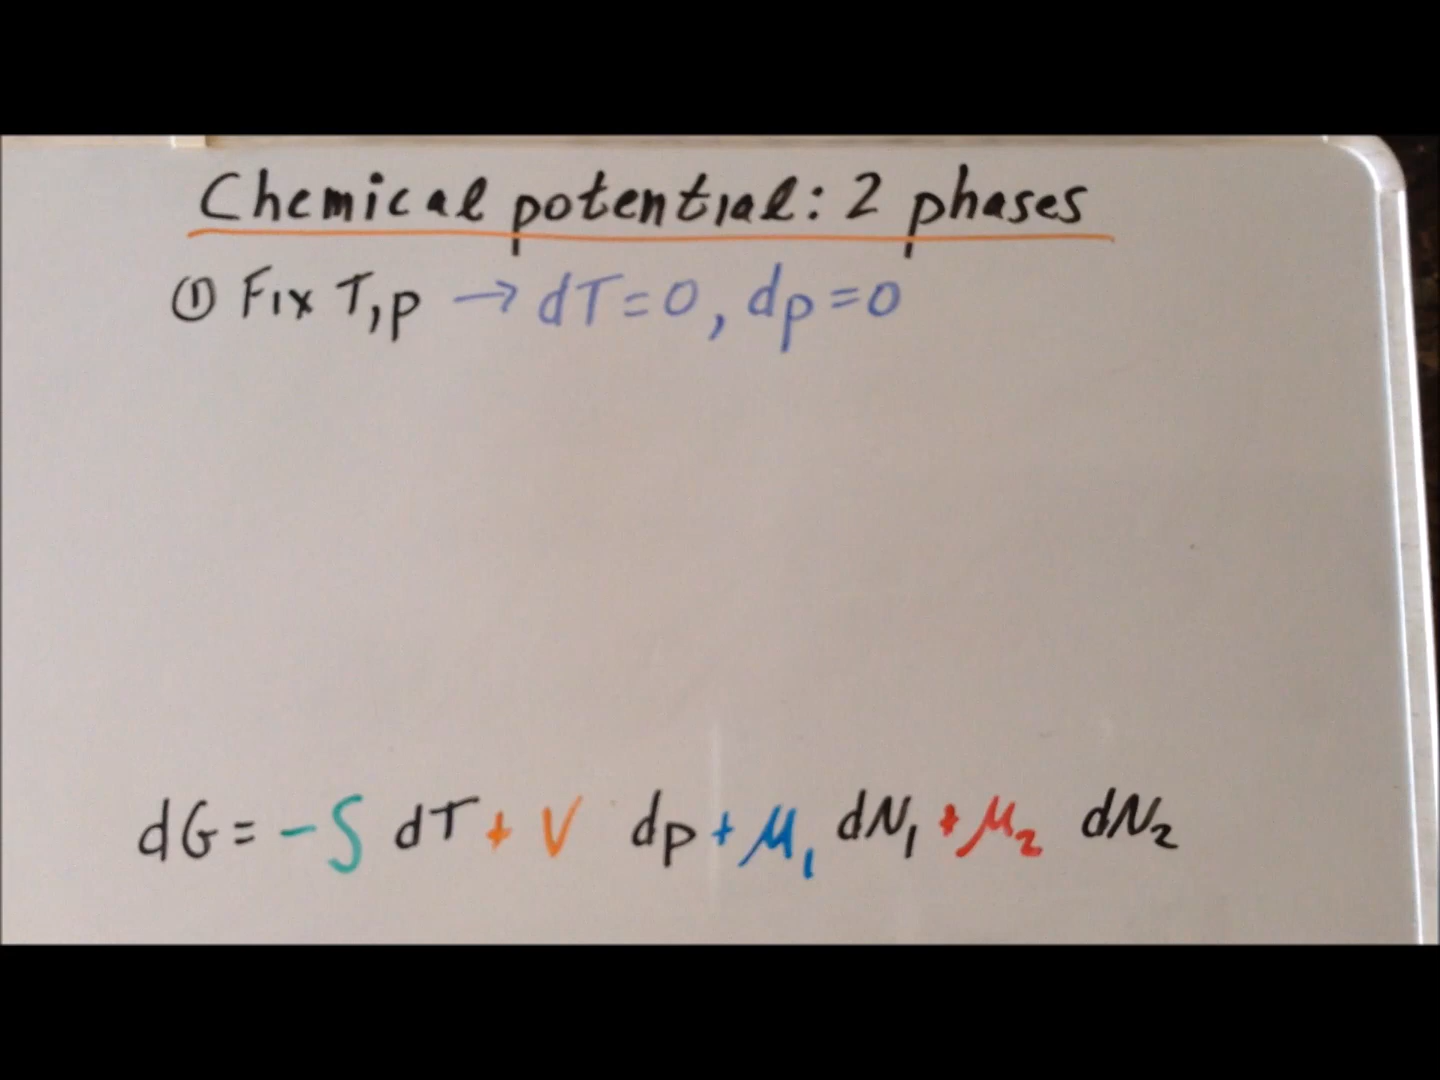 Chemical potential: 2 phases
① Fix T, p → dT=0, dp=0
dG = -S dT + V dp + μ₁ dN₁ + μ₂ dN₂